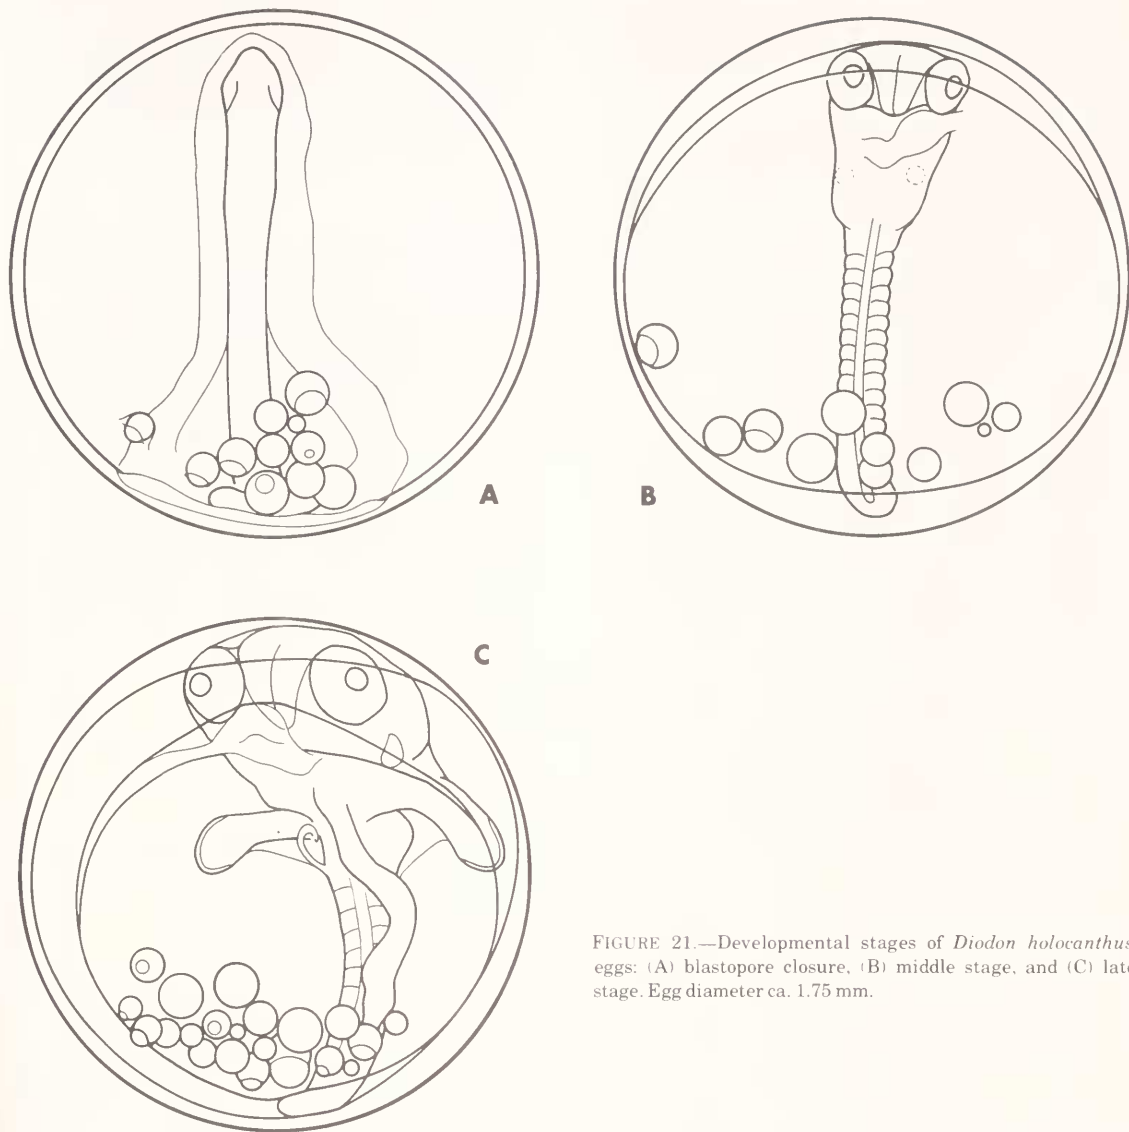 A
B
C
FIGURE 21.—Developmental stages of Diodon holocanthus
eggs: (A) blastopore closure, (B) middle stage, and (C) late
stage. Egg diameter ca. 1.75 mm.